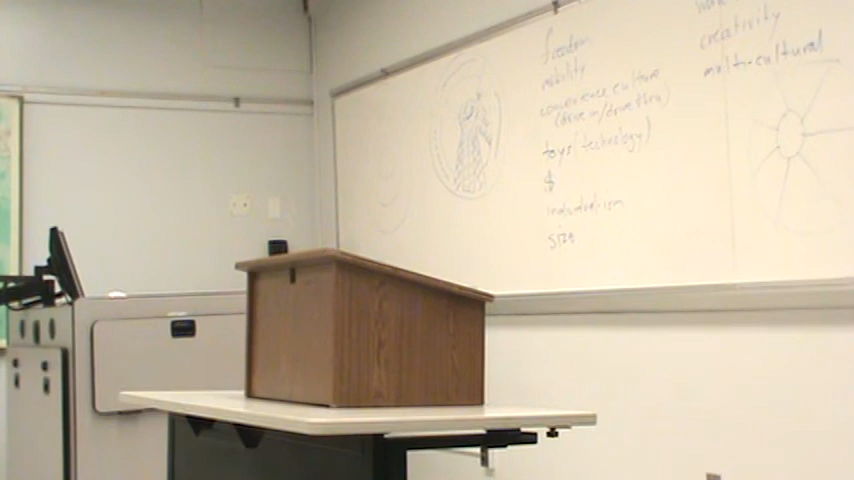 freedom
mobility
convenience culture
(drive in/drive thru)
toys (technology)
$
individualism
size
creativity
multi-cultural